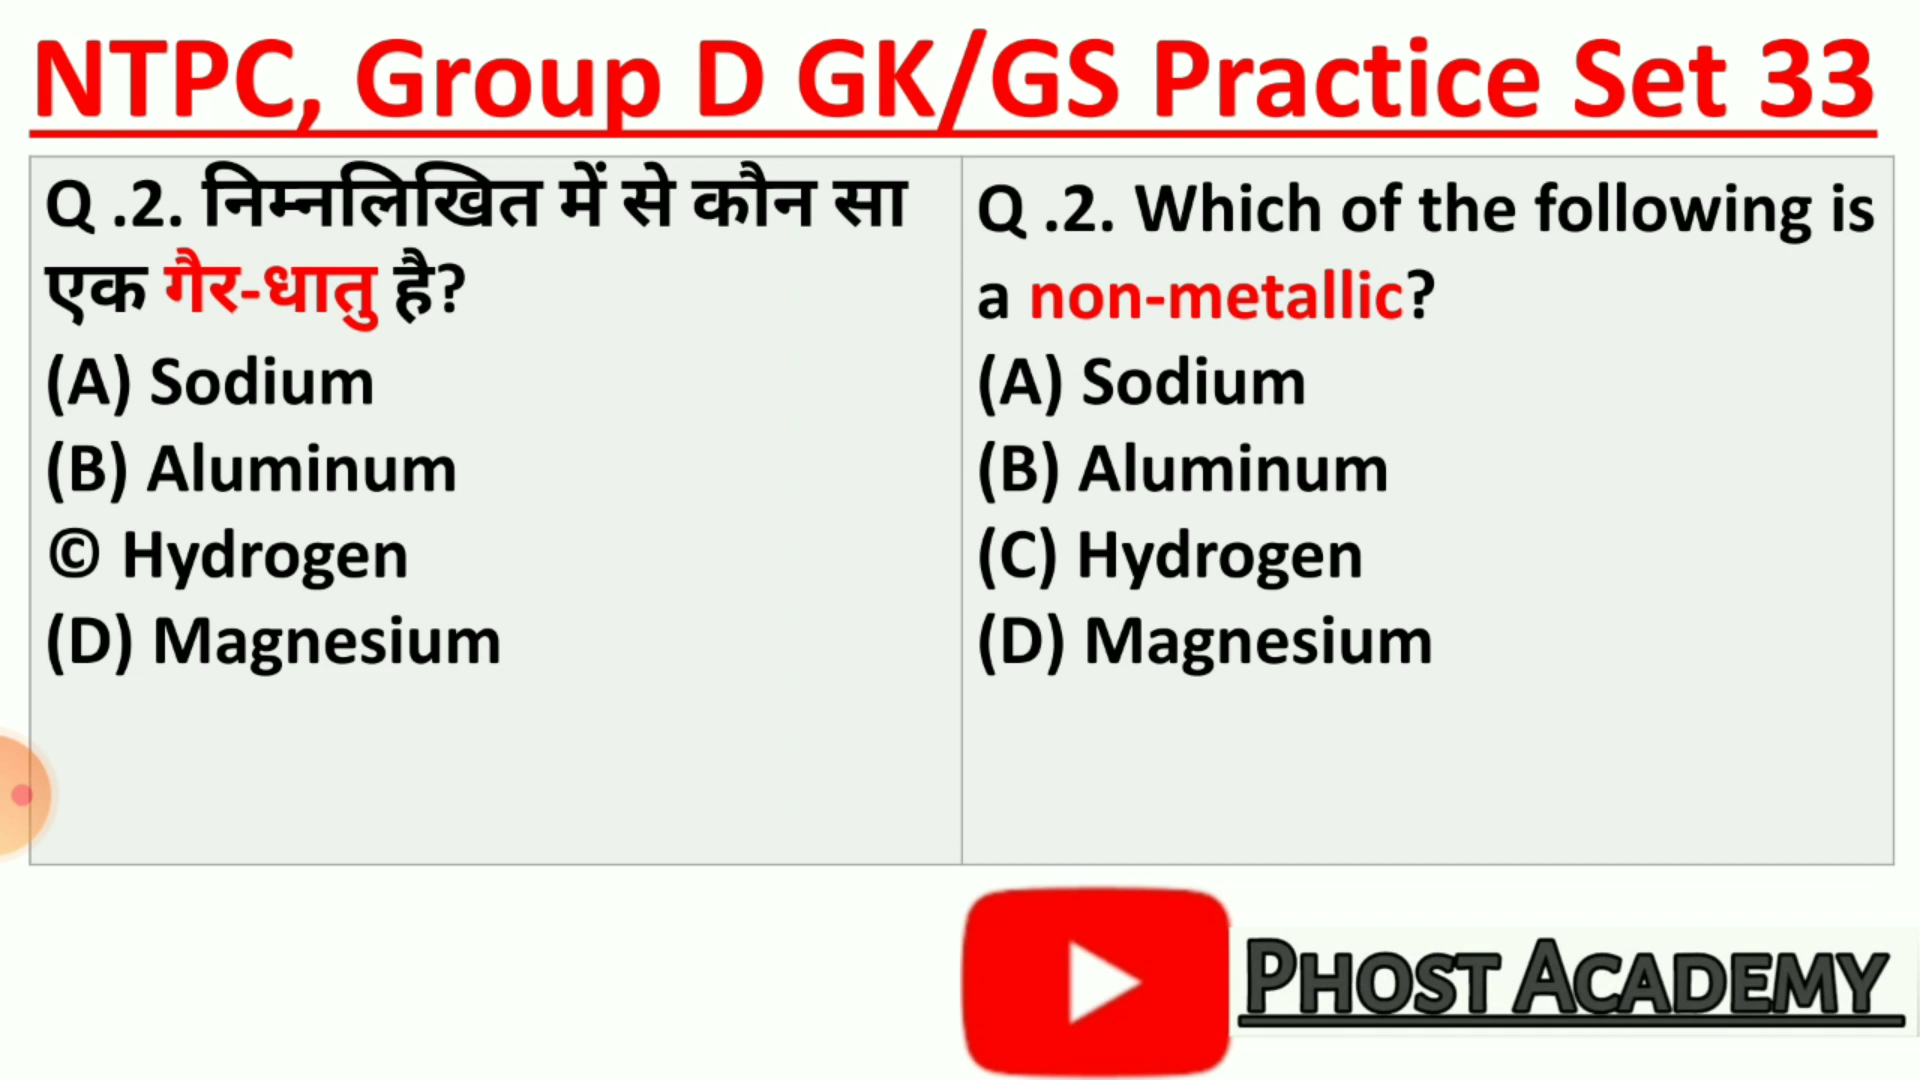 NTPC, Group D GK/GS Practice Set 33
Q .2. निम्नलिखित में से कौन सा
एक गैर-धातु है?
(A) Sodium
(B) Aluminum
© Hydrogen
(D) Magnesium
Q .2. Which of the following is
a non-metallic?
(A) Sodium
(B) Aluminum
(C) Hydrogen
(D) Magnesium
PHOST ACADEMY